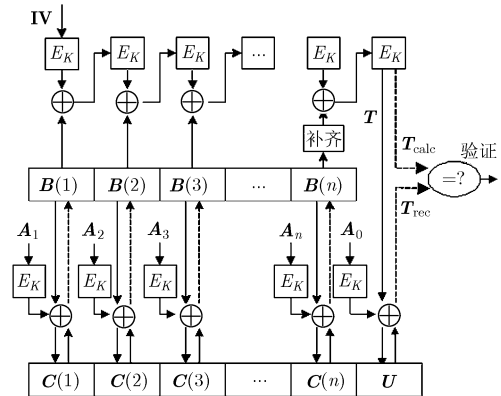 IV
E_K E_K E_K ... E_K E_K
T
T_calc
验证
补齐
=?
B(1) B(2) B(3) ... B(n)
T_rec
A_1 A_2 A_3 A_n A_0
E_K E_K E_K E_K E_K
C(1) C(2) C(3) ... C(n) U